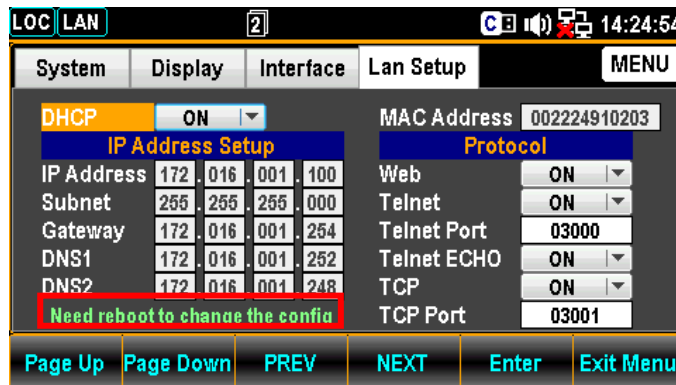 LOC LAN 2 C 14:24:54
System Display Interface Lan Setup MENU
DHCP ON
IP Address Setup
IP Address 172 . 016 . 001 . 100
Subnet 255 . 255 . 255 . 000
Gateway 172 . 016 . 001 . 254
DNS1 172 . 016 . 001 . 252
DNS2 172 . 016 . 001 . 248
Need reboot to change the config
MAC Address 002224910203
Protocol
Web ON
Telnet ON
Telnet Port 03000
Telnet ECHO ON
TCP ON
TCP Port 03001
Page Up Page Down PREV NEXT Enter Exit Menu